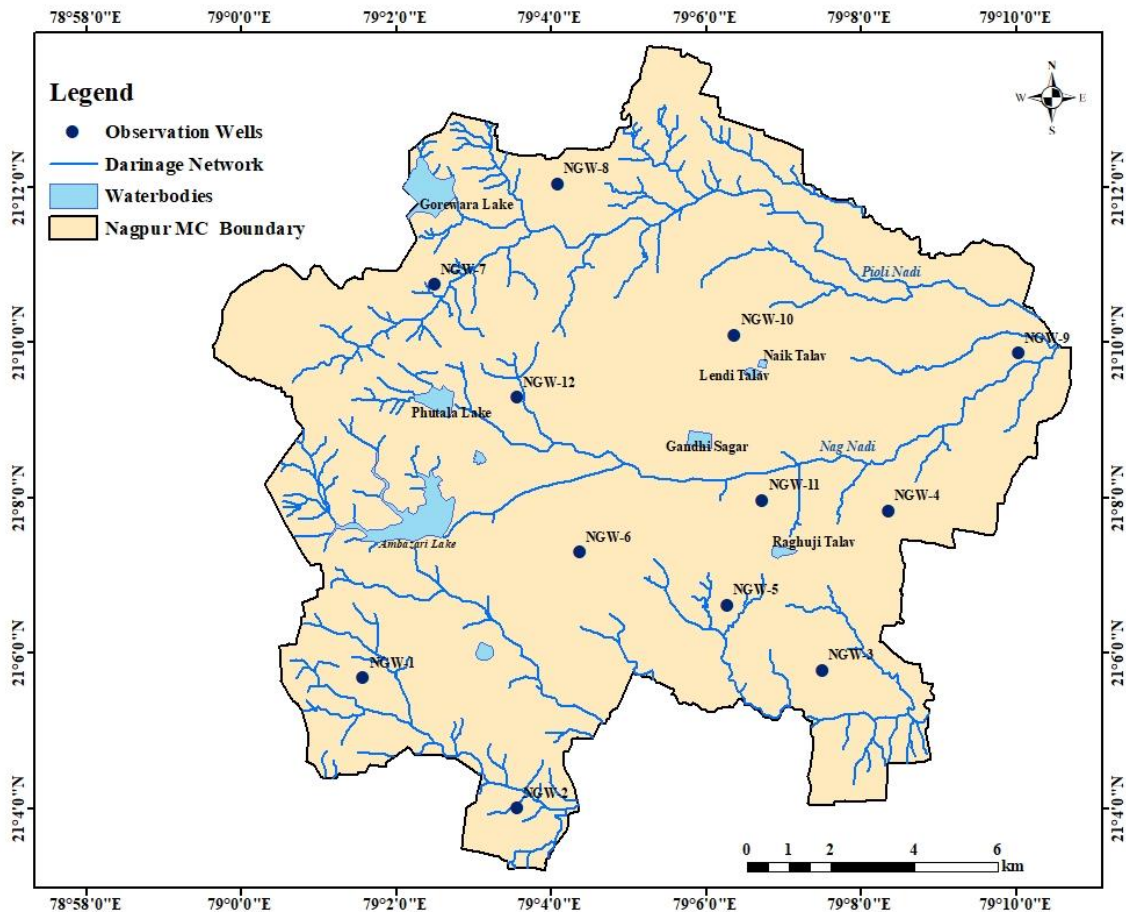 78°58'0"E 79°0'0"E 79°2'0"E 79°4'0"E 79°6'0"E 79°8'0"E 79°10'0"E
Legend
Observation Wells
Darinage Network
Waterbodies
Nagpur MC Boundary
N
W E
S
21°12'0"N
21°10'0"N
21°8'0"N
21°6'0"N
21°4'0"N
NGW-8
Gorewara Lake
NGW-7
Pioli Nadi
NGW-10
NGW-9
Naik Talav
Lendi Talav
NGW-12
Phutala Lake
Gandhi Sagar
Nag Nadi
NGW-11
NGW-4
Ambazari Lake
NGW-6
Raghuji Talav
NGW-5
NGW-1
NGW-3
NGW-2
21°12'0"N
21°10'0"N
21°8'0"N
21°6'0"N
21°4'0"N
0 1 2 4 6
km
78°58'0"E 79°0'0"E 79°2'0"E 79°4'0"E 79°6'0"E 79°8'0"E 79°10'0"E